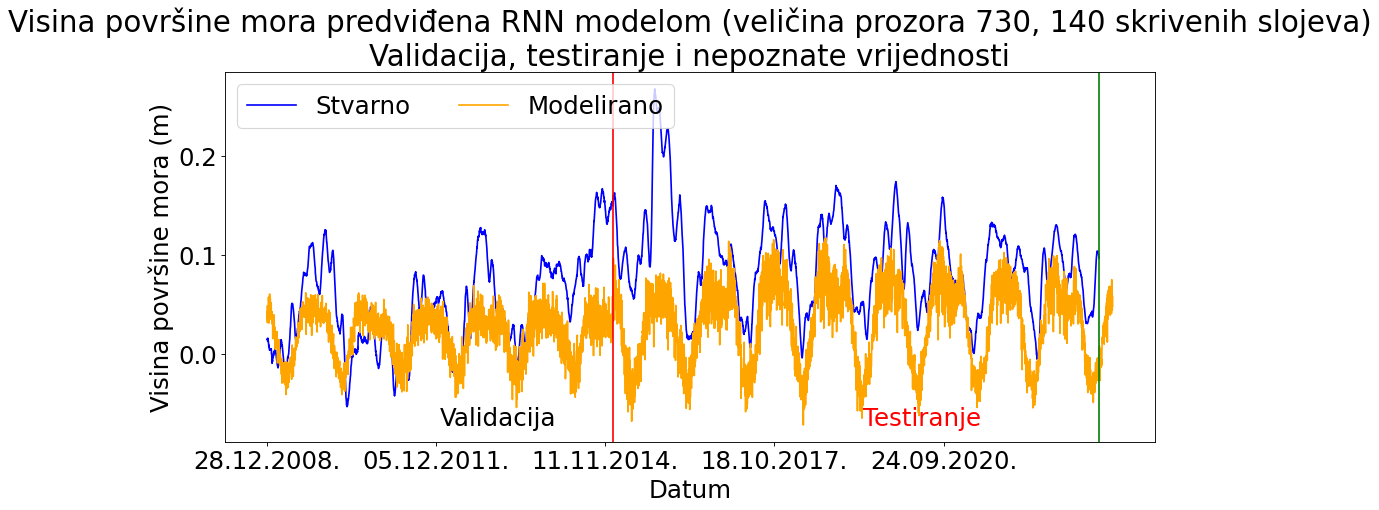 Visina površine mora predviđena RNN modelom (veličina prozora 730, 140 skrivenih slojeva)
Validacija, testiranje i nepoznate vrijednosti
Stvarno Modelirano
Visina površine mora (m)
0.2
0.1
0.0
Validacija Testiranje
28.12.2008. 05.12.2011. 11.11.2014. 18.10.2017. 24.09.2020.
Datum